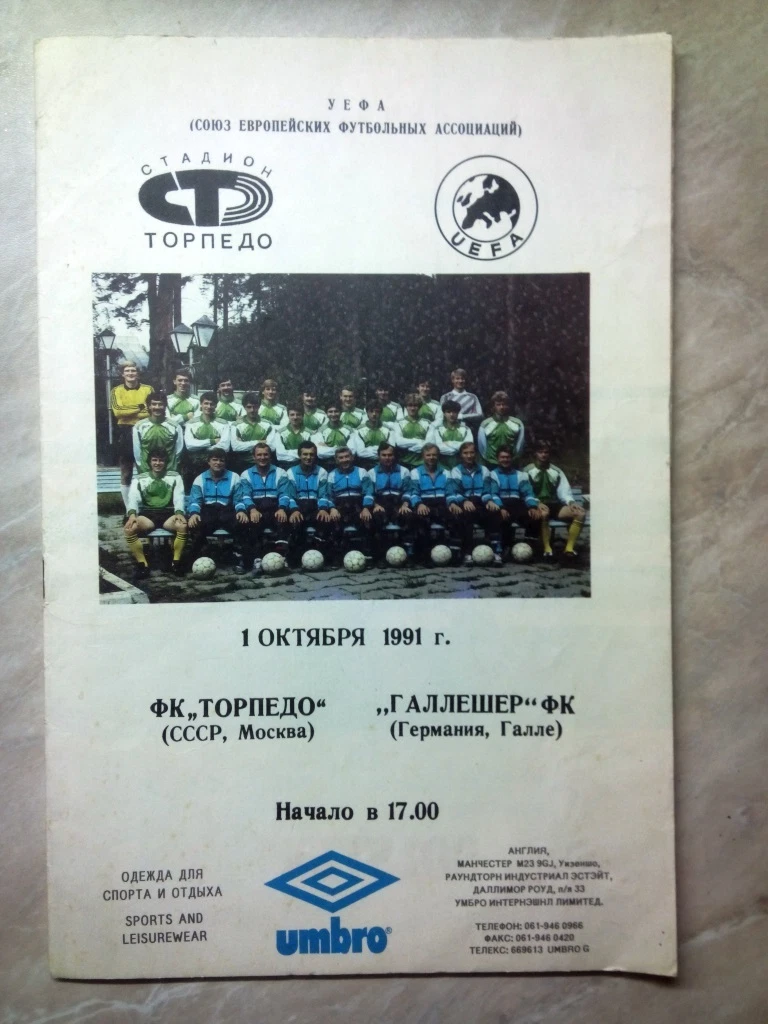 УЕФА
(СОЮЗ ЕВРОПЕЙСКИХ ФУТБОЛЬНЫХ АССОЦИАЦИЙ)
СТАДИОН
СТ
ТОРПЕДО
UEFA
1 ОКТЯБРЯ 1991 г.
ФК „ТОРПЕДО“
(СССР, Москва)
„ГАЛЛЕШЕР“ ФК
(Германия, Галле)
Начало в 17.00
ОДЕЖДА ДЛЯ
СПОРТА И ОТДЫХА
SPORTS AND
LEISUREWEAR
umbro®
АНГЛИЯ,
МАНЧЕСТЕР M23 9GJ, Уизеншо,
РАУНДТОРН ИНДУСТРИАЛ ЭСТЭЙТ,
ДАЛЛИМОР РОУД, п/я 33
УМБРО ИНТЕРНЭШНЛ ЛИМИТЕД.
ТЕЛЕФОН: 061-946 0966
ФАКС: 061-946 0420
ТЕЛЕКС: 669613 UMBRO G